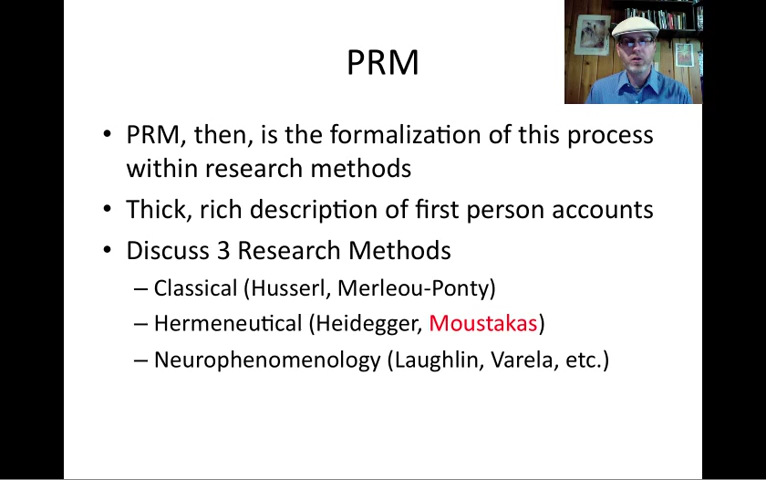 PRM
• PRM, then, is the formalization of this process
within research methods
• Thick, rich description of first person accounts
• Discuss 3 Research Methods
– Classical (Husserl, Merleou-Ponty)
– Hermeneutical (Heidegger, Moustakas)
– Neurophenomenology (Laughlin, Varela, etc.)